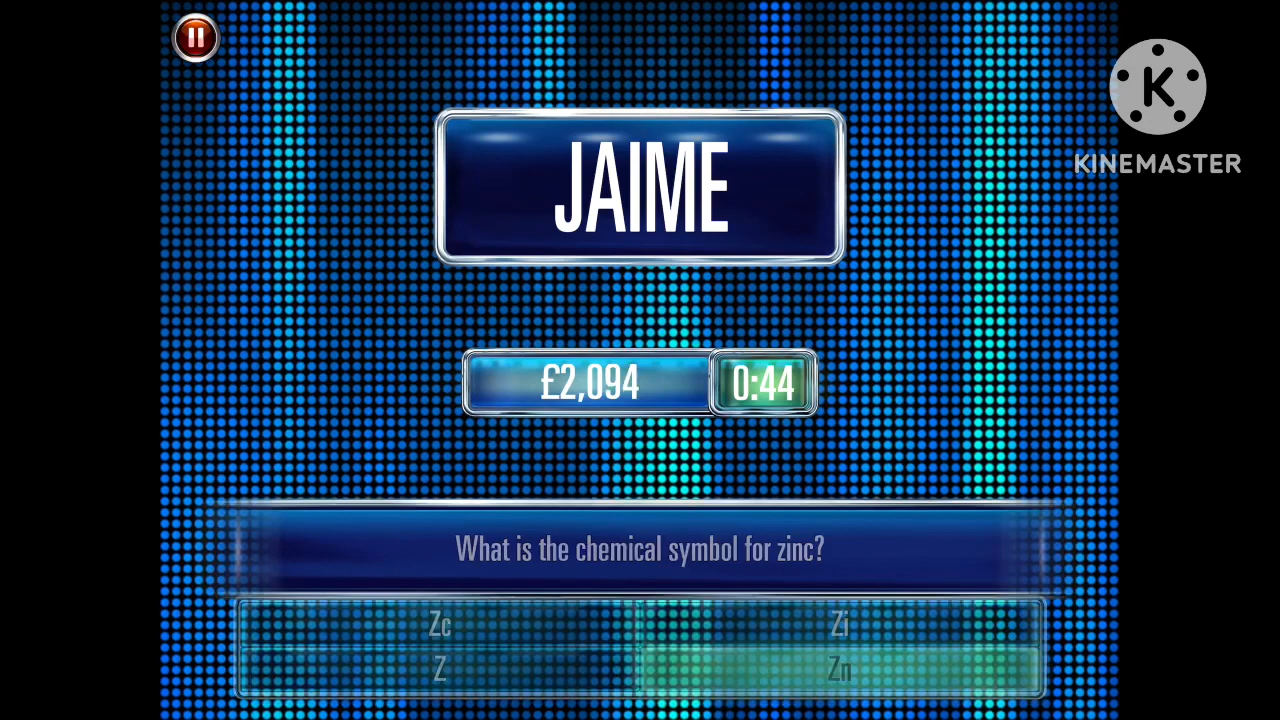 K
KINEMASTER
JAIME
£2,094 0:44
What is the chemical symbol for zinc?
Zc Zi
Z Zn